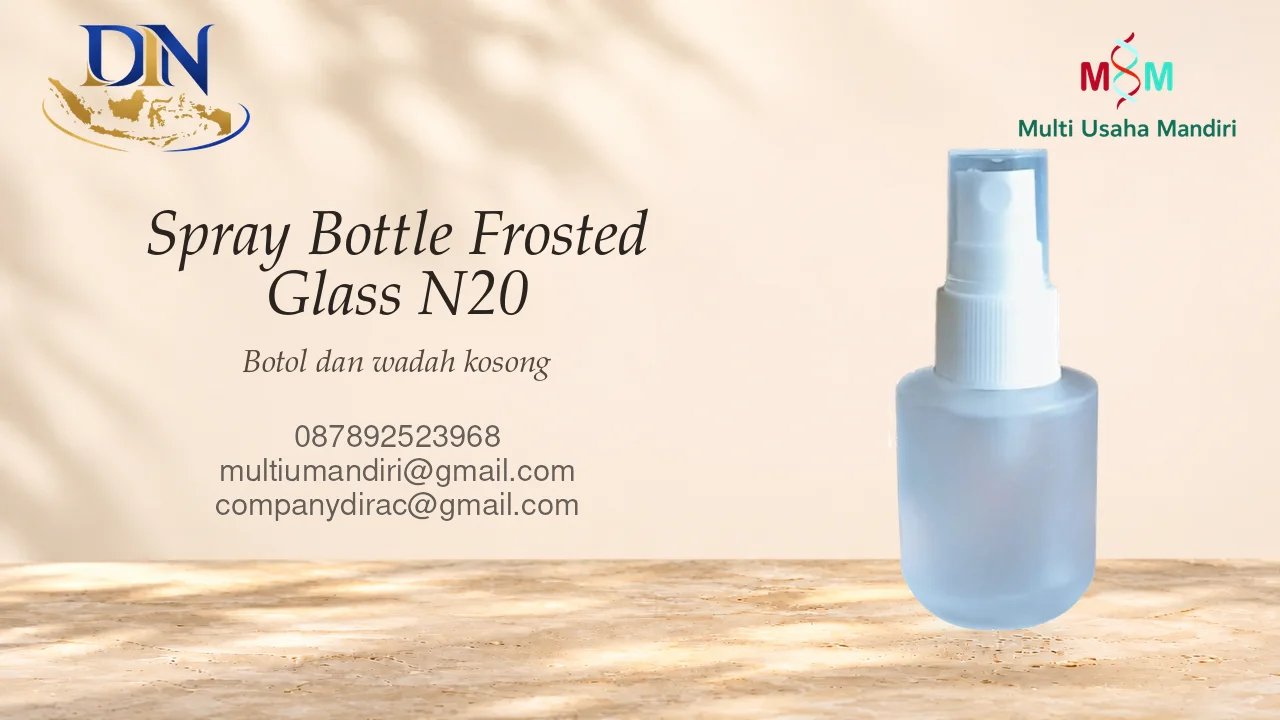 DIN
MSM
Multi Usaha Mandiri
Spray Bottle Frosted
Glass N20
Botol dan wadah kosong
087892523968
multiumandiri@gmail.com
companydirac@gmail.com